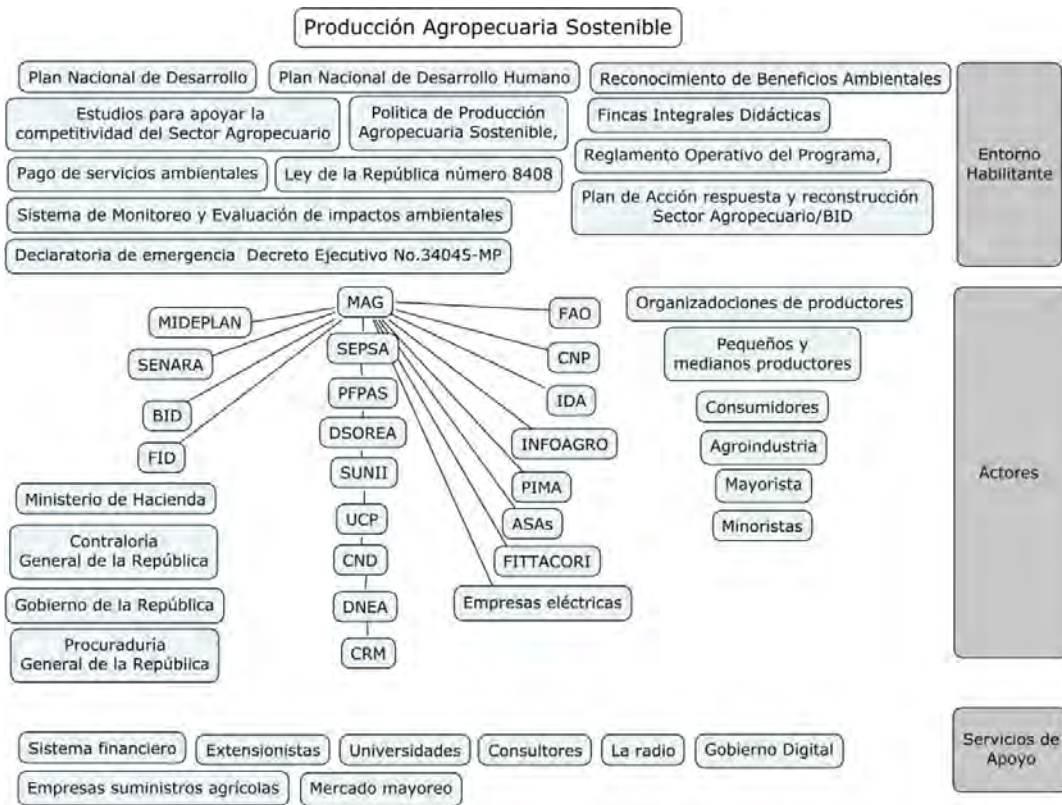 Producción Agropecuaria Sostenible
Plan Nacional de Desarrollo
Plan Nacional de Desarrollo Humano
Reconocimiento de Beneficios Ambientales
Estudios para apoyar la
competitividad del Sector Agropecuario
Politica de Producción
Agropecuaria Sostenible,
Fincas Integrales Didácticas
Reglamento Operativo del Programa,
Pago de servicios ambientales
Ley de la República número 8408
Plan de Acción respuesta y reconstrucción
Sector Agropecuario/BID
Sistema de Monitoreo y Evaluación de impactos ambientales
Declaratoria de emergencia Decreto Ejecutivo No.34045-MP
Entorno
Habilitante
MAG
MIDEPLAN
SENARA
BID
FID
SEPSA
PFPAS
DSOREA
SUNII
UCP
CND
DNEA
CRM
FAO
CNP
IDA
INFOAGRO
PIMA
ASAs
FITTACORI
Empresas eléctricas
Ministerio de Hacienda
Contraloria
General de la República
Gobierno de la República
Procuraduria
General de la República
Organizadociones de productores
Pequeños y
medianos productores
Consumidores
Agroindustria
Mayorista
Minoristas
Actores
Sistema financiero
Extensionistas
Universidades
Consultores
La radio
Gobierno Digital
Empresas suministros agrícolas
Mercado mayoreo
Servicios de
Apoyo